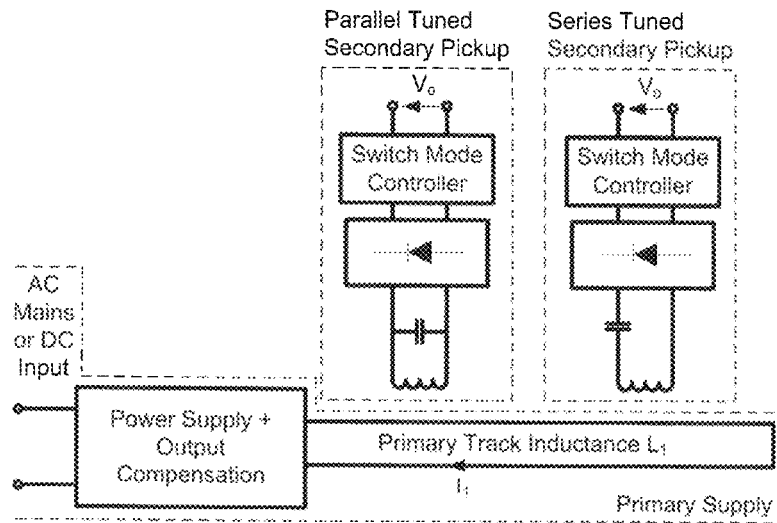 Parallel Tuned
Secondary Pickup
Series Tuned
Secondary Pickup
Vo
Vo
Switch Mode
Controller
Switch Mode
Controller
AC
Mains
or DC
Input
Power Supply +
Output
Compensation
Primary Track Inductance L1
I1
Primary Supply